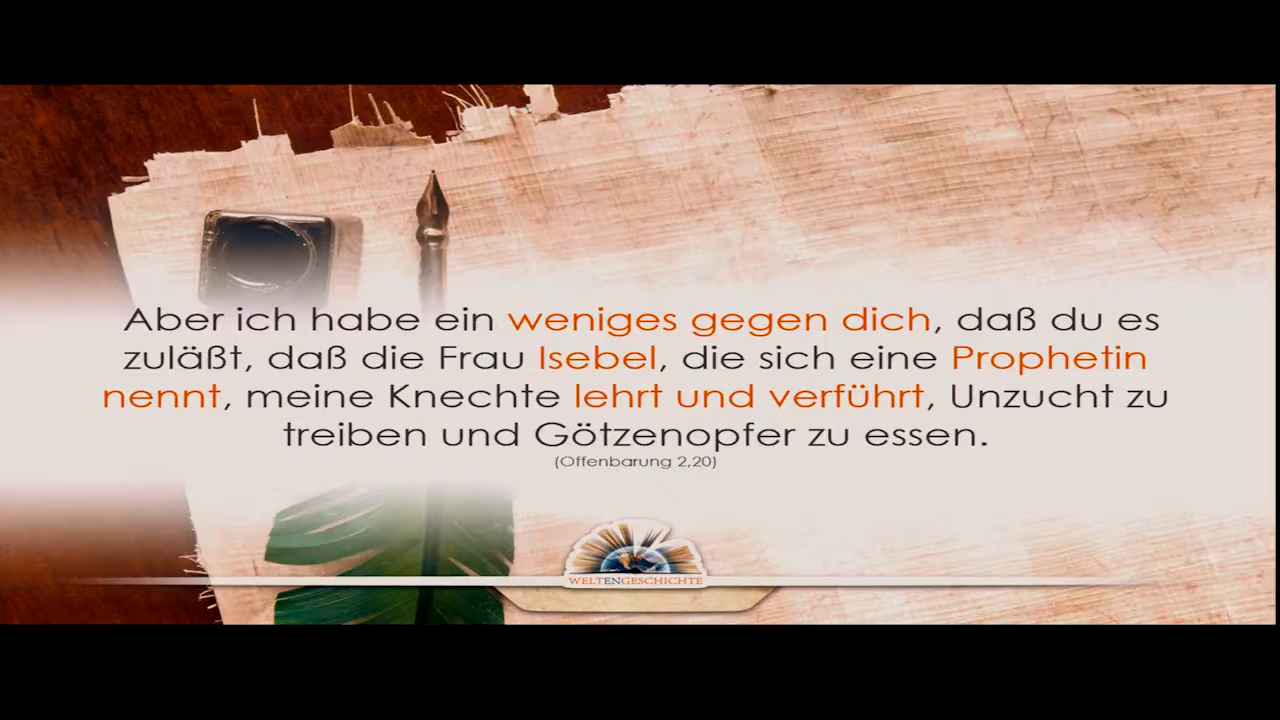 Aber ich habe ein weniges gegen dich, daß du es
zuläßt, daß die Frau Isebel, die sich eine Prophetin
nennt, meine Knechte lehrt und verführt, Unzucht zu
treiben und Götzenopfer zu essen.
(Offenbarung 2,20)
WELTENGESCHICHTE